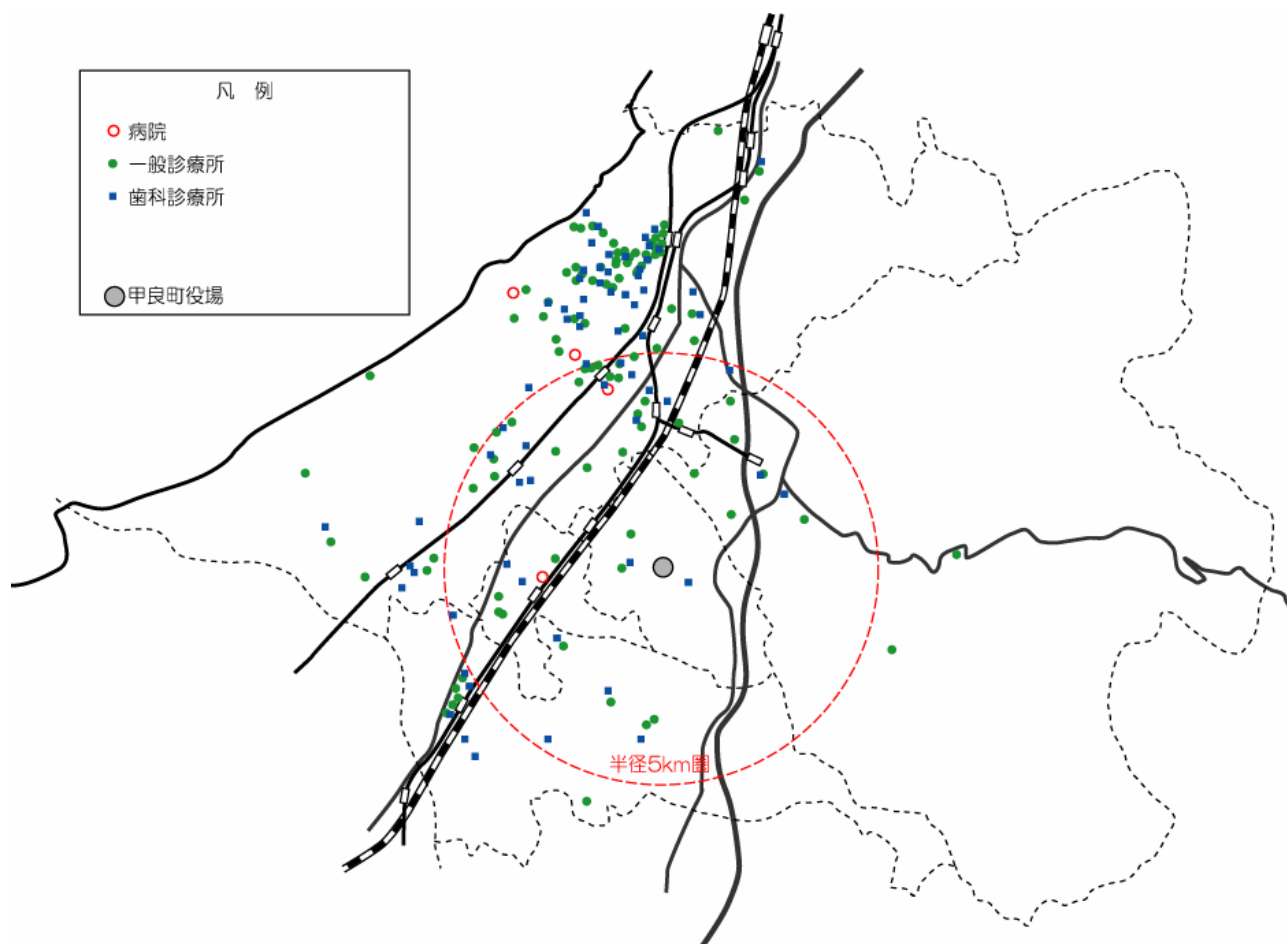 凡 例
病院
一般診療所
歯科診療所
甲良町役場
半径5km圏